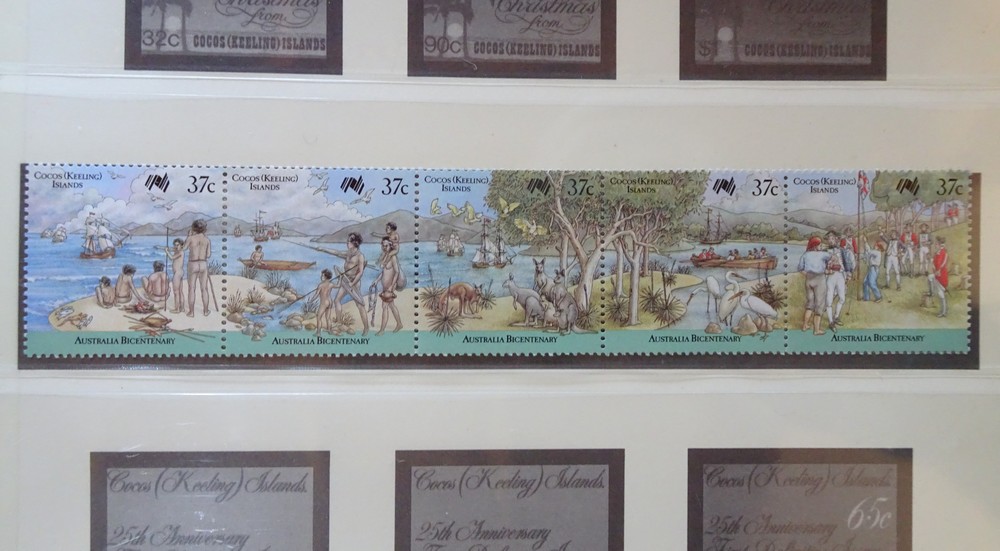 Christmas
from
32c
COCOS (KEELING) ISLANDS
Christmas
from
90c
COCOS (KEELING) ISLANDS
Christmas
from
$
COCOS (KEELING) ISLANDS
COCOS (KEELING)
ISLANDS
37c
AUSTRALIA BICENTENARY
COCOS (KEELING)
ISLANDS
37c
AUSTRALIA BICENTENARY
COCOS (KEELING)
ISLANDS
37c
AUSTRALIA BICENTENARY
COCOS (KEELING)
ISLANDS
37c
AUSTRALIA BICENTENARY
COCOS (KEELING)
ISLANDS
37c
AUSTRALIA BICENTENARY
Cocos (Keeling) Islands.
25th Anniversary
Cocos (Keeling) Islands.
25th Anniversary
Cocos (Keeling) Islands.
65c
25th Anniversary